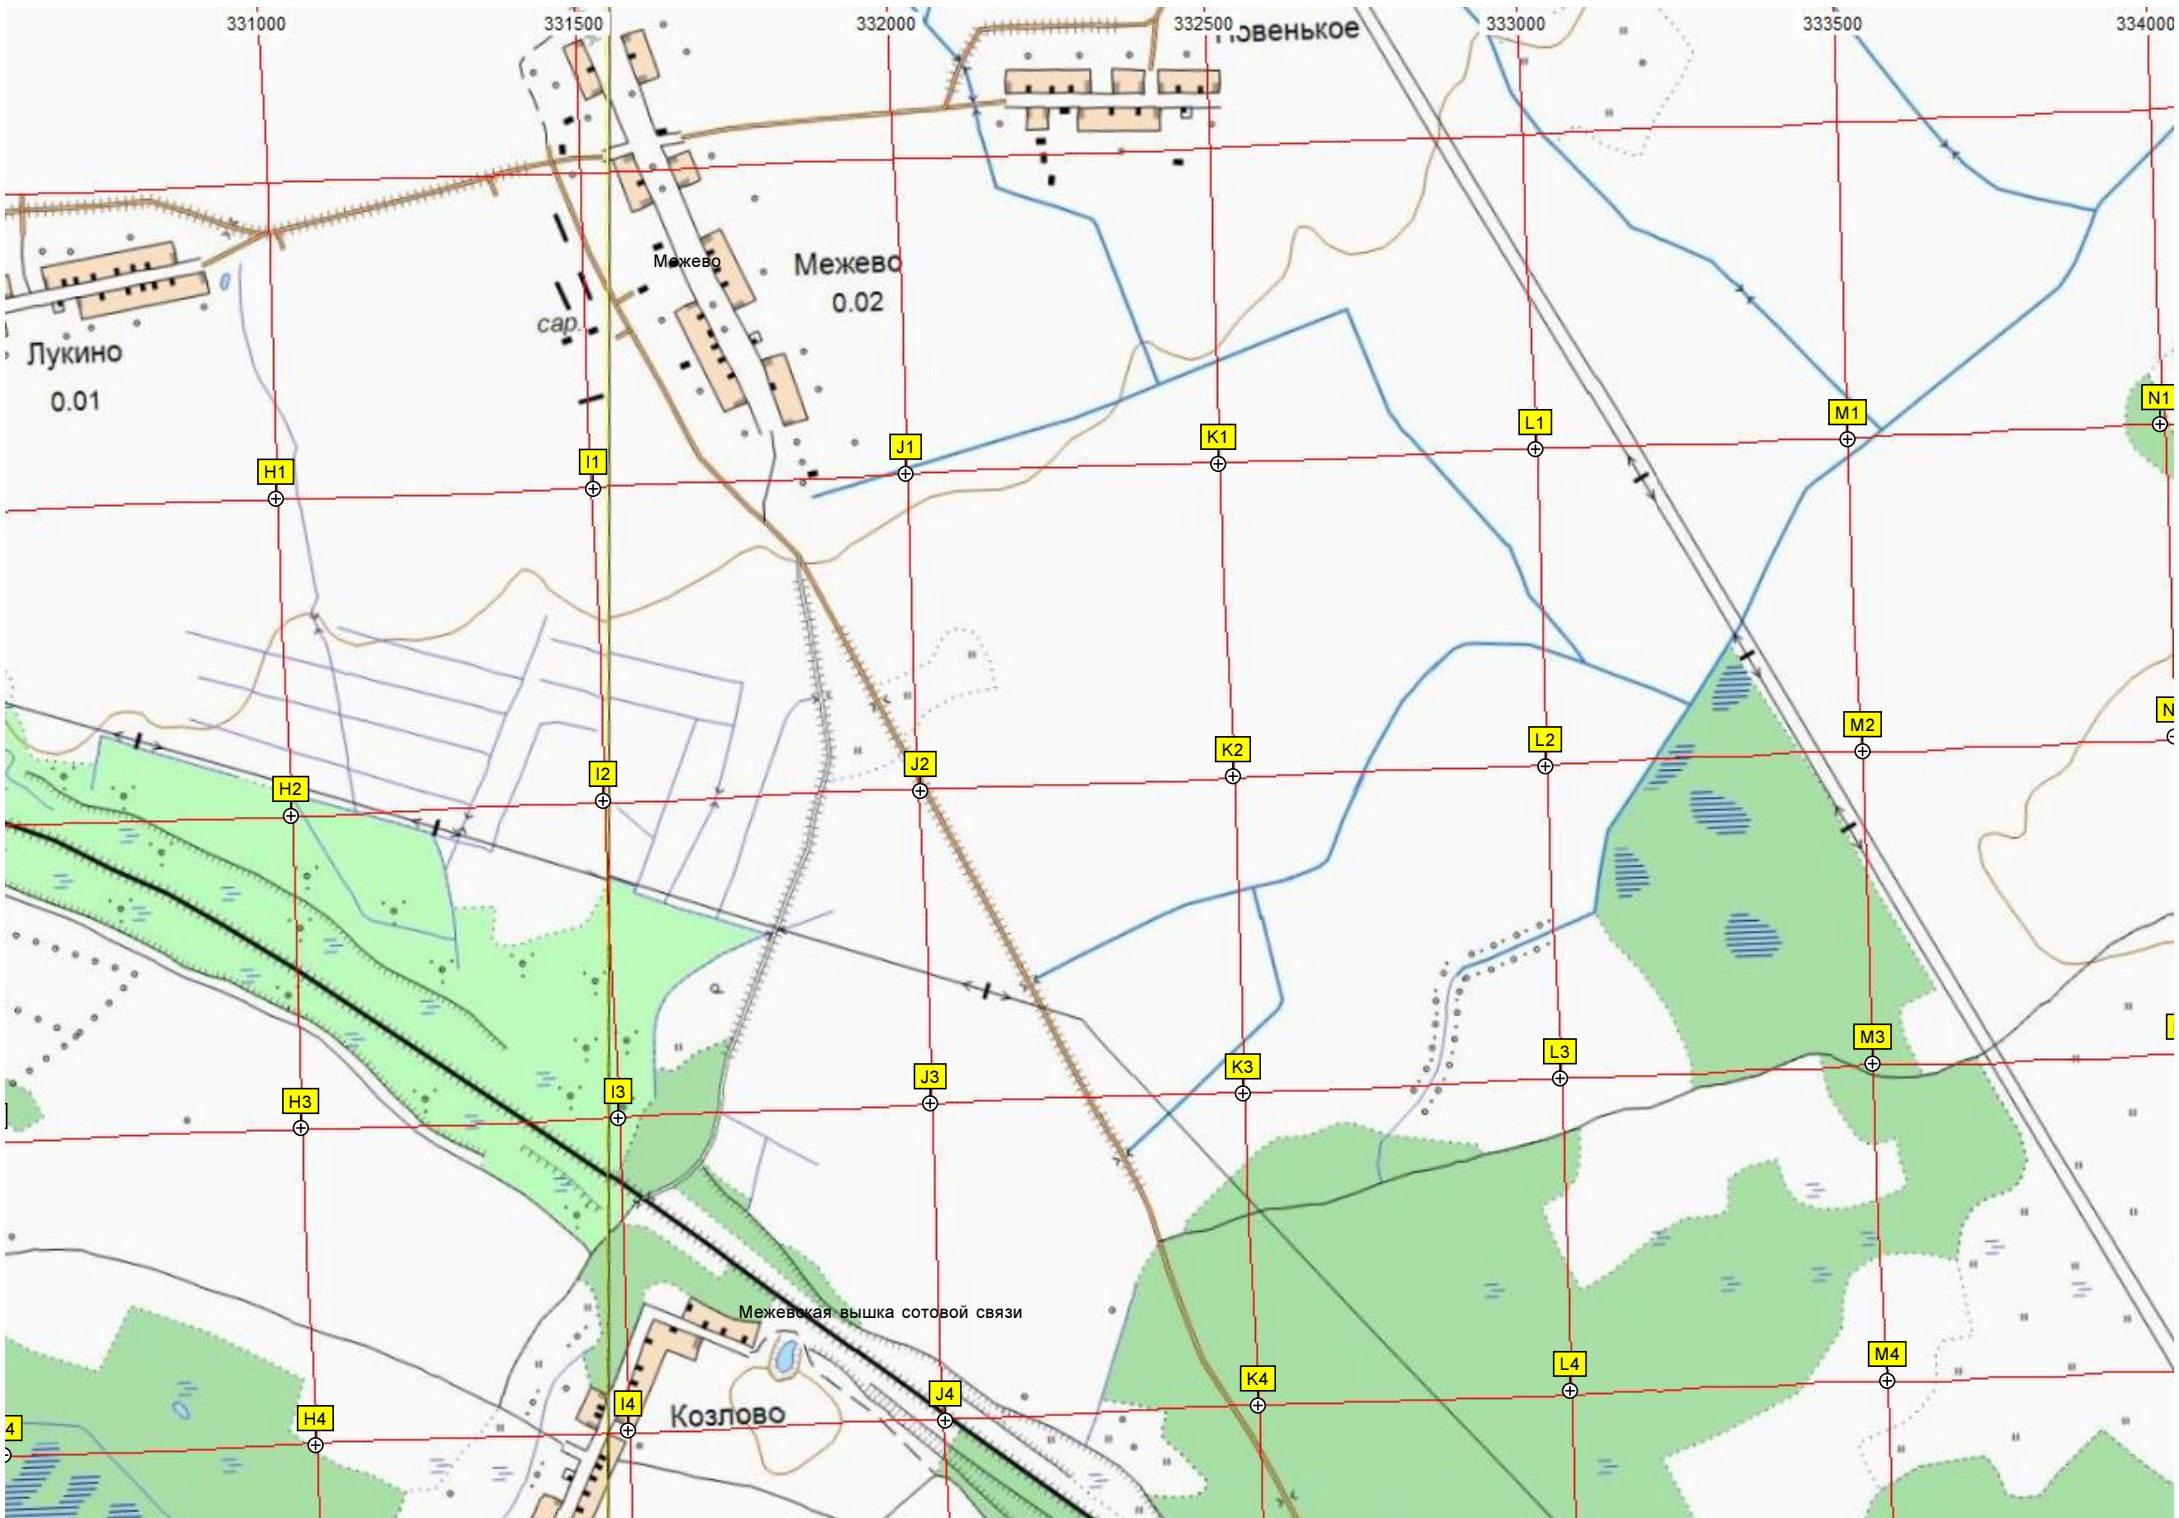 331000 331500 332000 332500 333000 333500 334000
Межево
Межево
0.02
сар.
Лукино
0.01
H1 I1 J1 K1 L1 M1 N1
H2 I2 J2 K2 L2 M2 N
H3 I3 J3 K3 L3 M3
Межевская вышка сотовой связи
4 H4 I4 J4 K4 L4 M4
Козлово